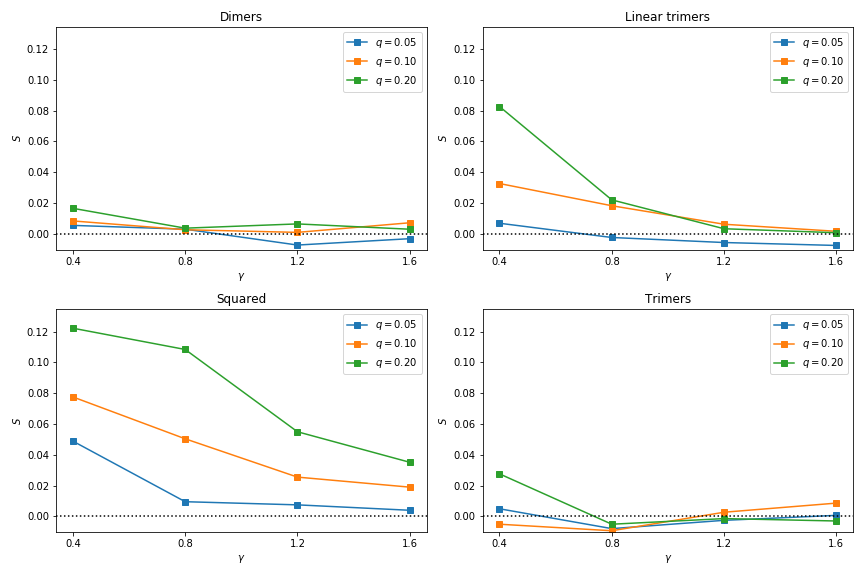 Dimers
0.12
0.10
0.08
0.06
0.04
0.02
0.00
S
0.4 0.8 1.2 1.6
γ
q = 0.05
q = 0.10
q = 0.20
Linear trimers
0.12
0.10
0.08
0.06
0.04
0.02
0.00
S
0.4 0.8 1.2 1.6
γ
q = 0.05
q = 0.10
q = 0.20
Squared
0.12
0.10
0.08
0.06
0.04
0.02
0.00
S
0.4 0.8 1.2 1.6
γ
q = 0.05
q = 0.10
q = 0.20
Trimers
0.12
0.10
0.08
0.06
0.04
0.02
0.00
S
0.4 0.8 1.2 1.6
γ
q = 0.05
q = 0.10
q = 0.20